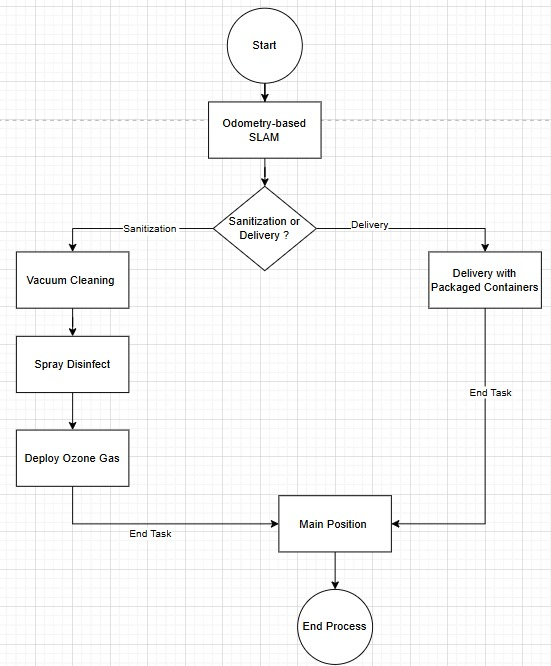 Start
Odometry-based
SLAM
Sanitization or
Delivery ?
Sanitization
Delivery
Vacuum Cleaning
Delivery with
Packaged Containers
Spray Disinfect
End Task
Deploy Ozone Gas
End Task
Main Position
End Process